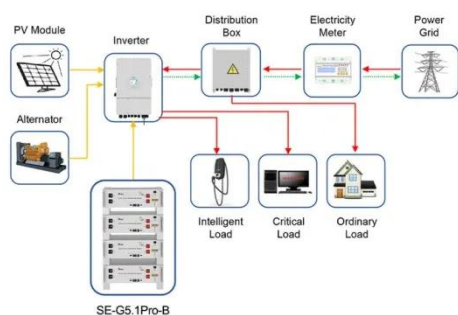 PV Module
Inverter
Distribution
Box
Electricity
Meter
Power
Grid
Alternator
Intelligent
Load
Critical
Load
Ordinary
Load
SE-G5.1Pro-B